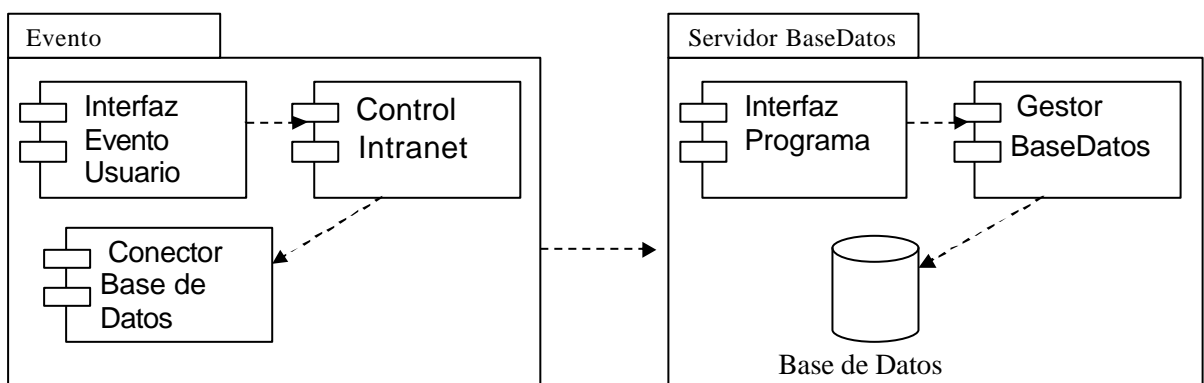 Evento
Interfaz
Evento
Usuario
Control
Intranet
Conector
Base de
Datos
Servidor BaseDatos
Interfaz
Programa
Gestor
BaseDatos
Base de Datos